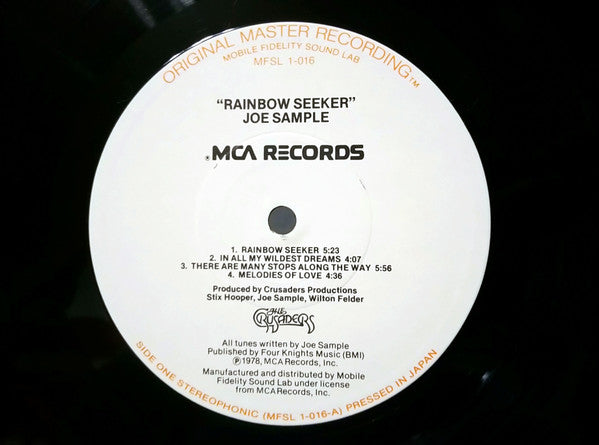 ORIGINAL MASTER RECORDING™
MOBILE FIDELITY SOUND LAB
MFSL 1-016
"RAINBOW SEEKER"
JOE SAMPLE
®MCA RECORDS
1. RAINBOW SEEKER 5:23
2. IN ALL MY WILDEST DREAMS 4:07
3. THERE ARE MANY STOPS ALONG THE WAY 5:56
4. MELODIES OF LOVE 4:36
Produced by Crusaders Productions
Stix Hooper, Joe Sample, Wilton Felder
THE
CRUSADERS
All tunes written by Joe Sample
Published by Four Knights Music (BMI)
℗1978, MCA Records, Inc.
Manufactured and distributed by Mobile
Fidelity Sound Lab under license
from MCA Records, Inc.
SIDE ONE STEREOPHONIC (MFSL 1-016-A) PRESSED IN JAPAN